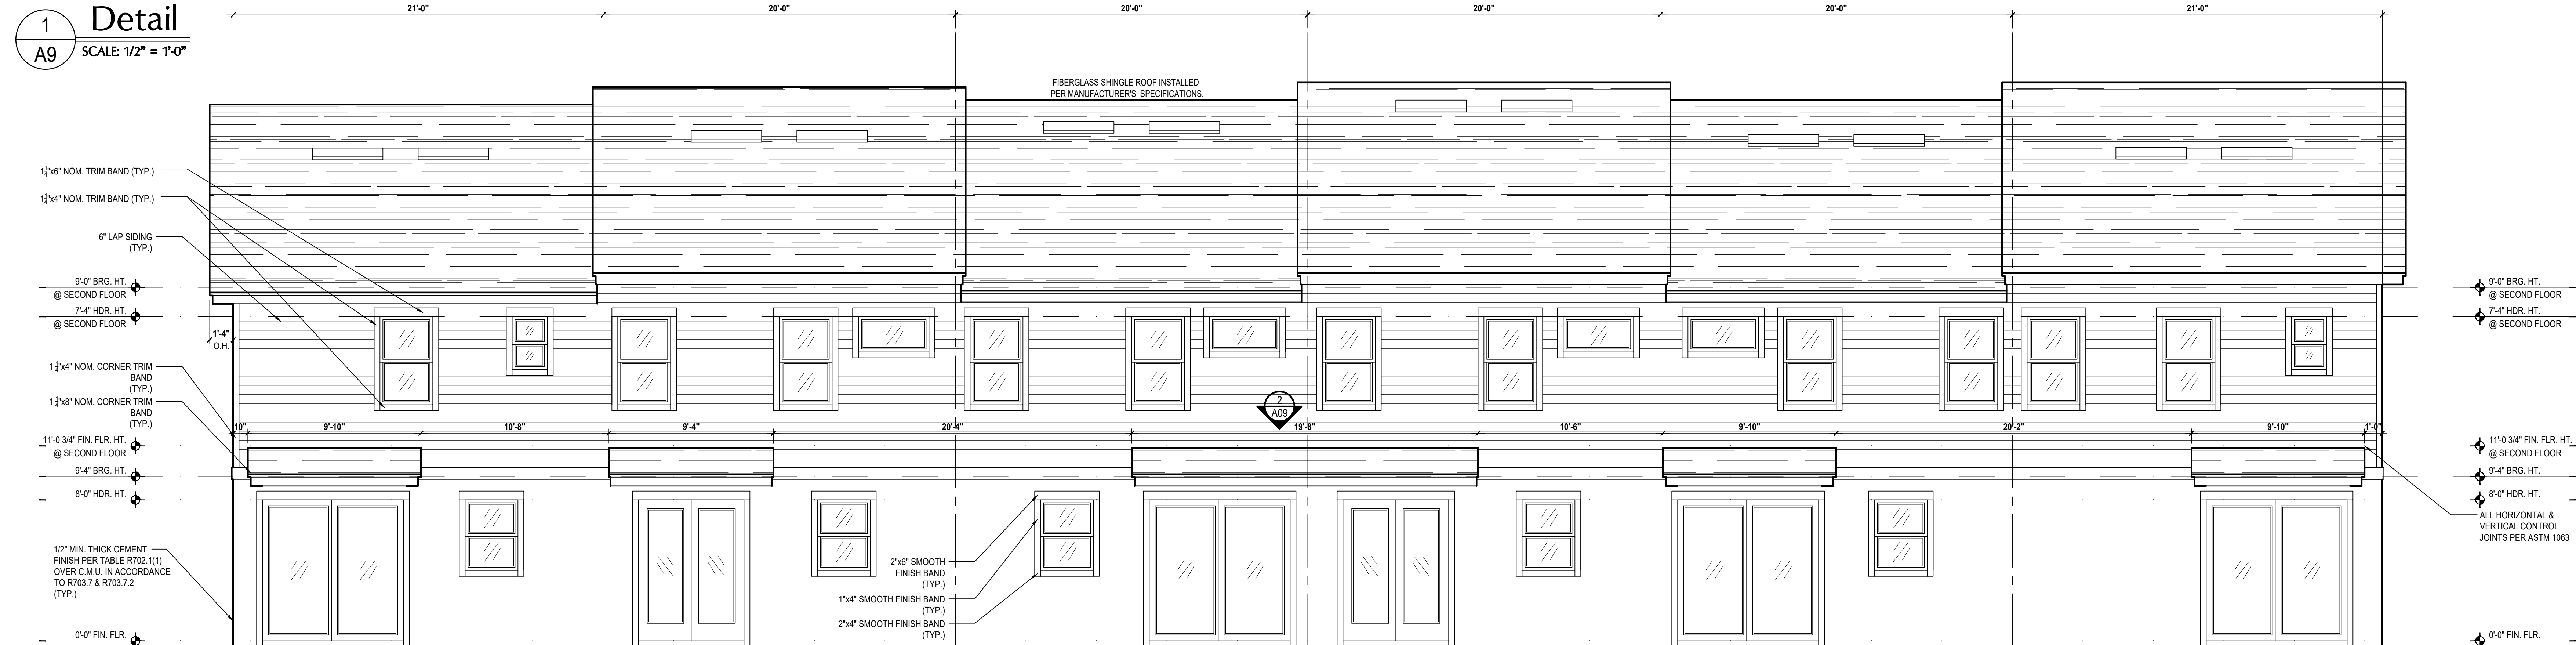 1
A9
Detail
SCALE: 1/2" = 1'-0"
21'-0"
20'-0"
20'-0"
20'-0"
20'-0"
21'-0"
FIBERGLASS SHINGLE ROOF INSTALLED
PER MANUFACTURER'S SPECIFICATIONS.
1¾"x6" NOM. TRIM BAND (TYP.)
1¾"x4" NOM. TRIM BAND (TYP.)
6" LAP SIDING
(TYP.)
9'-0" BRG. HT.
@ SECOND FLOOR
7'-4" HDR. HT.
@ SECOND FLOOR
1'-4"
O.H.
1 ¾"x4" NOM. CORNER TRIM
BAND
(TYP.)
1 ¾"x8" NOM. CORNER TRIM
BAND
(TYP.)
11'-0 3/4" FIN. FLR. HT.
@ SECOND FLOOR
9'-4" BRG. HT.
8'-0" HDR. HT.
1/2" MIN. THICK CEMENT
FINISH PER TABLE R702.1(1)
OVER C.M.U. IN ACCORDANCE
TO R703.7 & R703.7.2
(TYP.)
0'-0" FIN. FLR.
10"
9'-10"
10'-8"
9'-4"
20'-4"
2
A09
19'-8"
10'-6"
9'-10"
20'-2"
9'-10"
1'-0"
2"x6" SMOOTH
FINISH BAND
(TYP.)
1"x4" SMOOTH FINISH BAND
(TYP.)
2"x4" SMOOTH FINISH BAND
(TYP.)
9'-0" BRG. HT.
@ SECOND FLOOR
7'-4" HDR. HT.
@ SECOND FLOOR
11'-0 3/4" FIN. FLR. HT.
@ SECOND FLOOR
9'-4" BRG. HT.
8'-0" HDR. HT.
ALL HORIZONTAL &
VERTICAL CONTROL
JOINTS PER ASTM 1063
0'-0" FIN. FLR.